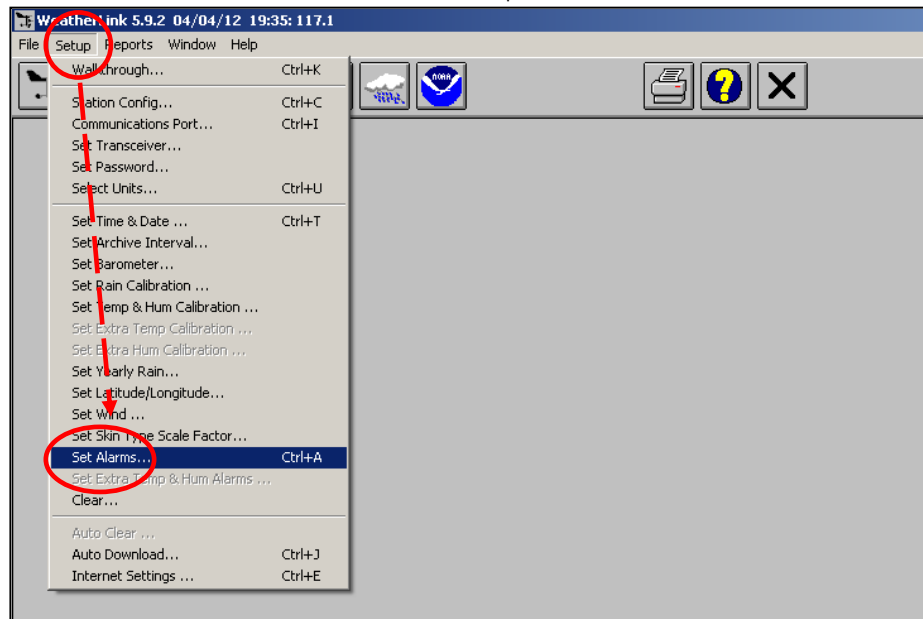 WeatherLink 5.9.2 04/04/12 19:35: 117.1
File Setup Reports Window Help
Walkthrough... Ctrl+K
NOAA
Station Config... Ctrl+C
Communications Port... Ctrl+I
Set Transceiver...
Set Password...
Select Units... Ctrl+U
Set Time & Date ... Ctrl+T
Set Archive Interval...
Set Barometer...
Set Rain Calibration ...
Set Temp & Hum Calibration ...
Set Extra Temp Calibration ...
Set Extra Hum Calibration ...
Set Yearly Rain...
Set Latitude/Longitude...
Set Wind ...
Set Skin Type Scale Factor...
Set Alarms... Ctrl+A
Set Extra Temp & Hum Alarms ...
Clear...
Auto Clear ...
Auto Download... Ctrl+J
Internet Settings ... Ctrl+E